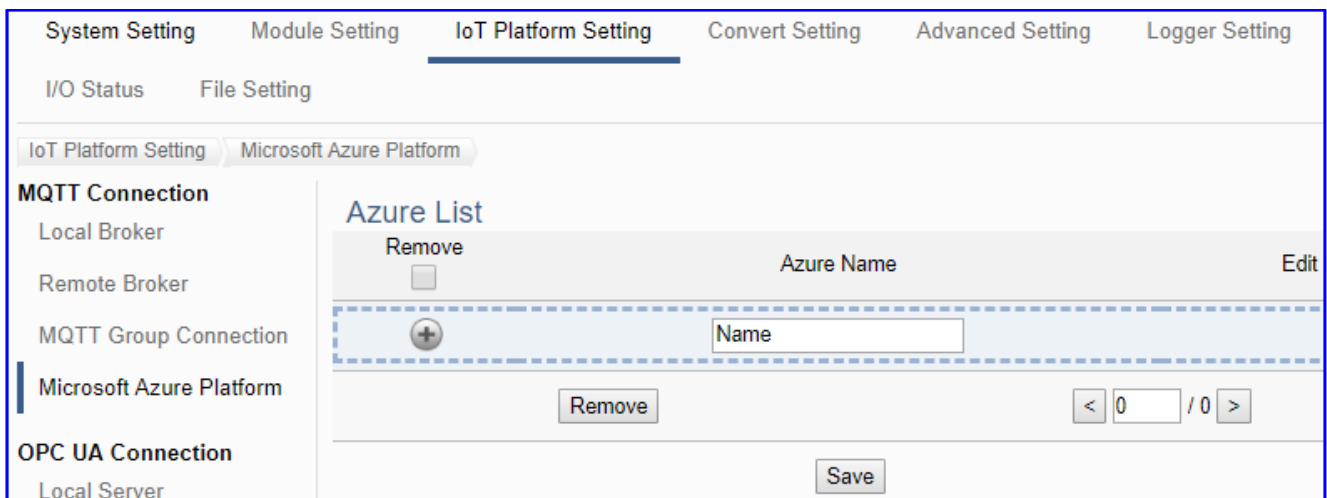 System Setting Module Setting IoT Platform Setting Convert Setting Advanced Setting Logger Setting
I/O Status File Setting
IoT Platform Setting Microsoft Azure Platform
MQTT Connection
Local Broker
Remote Broker
MQTT Group Connection
Microsoft Azure Platform
OPC UA Connection
Local Server
Azure List
Remove Azure Name Edit
Name
Remove < 0 / 0 >
Save